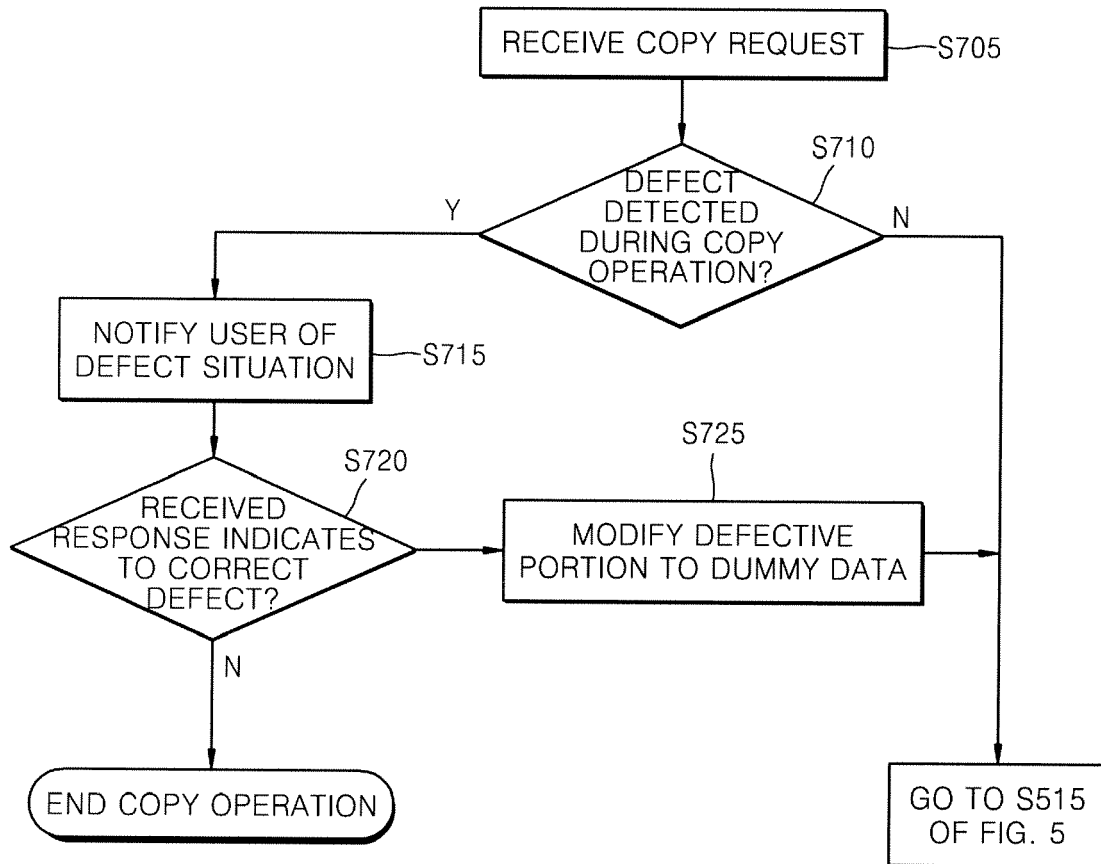 RECEIVE COPY REQUEST
S705
S710
DEFECT
DETECTED
DURING COPY
OPERATION?
Y
N
NOTIFY USER OF
DEFECT SITUATION
S715
S720
RECEIVED
RESPONSE INDICATES
TO CORRECT
DEFECT?
S725
MODIFY DEFECTIVE
PORTION TO DUMMY DATA
N
END COPY OPERATION
GO TO S515
OF FIG. 5